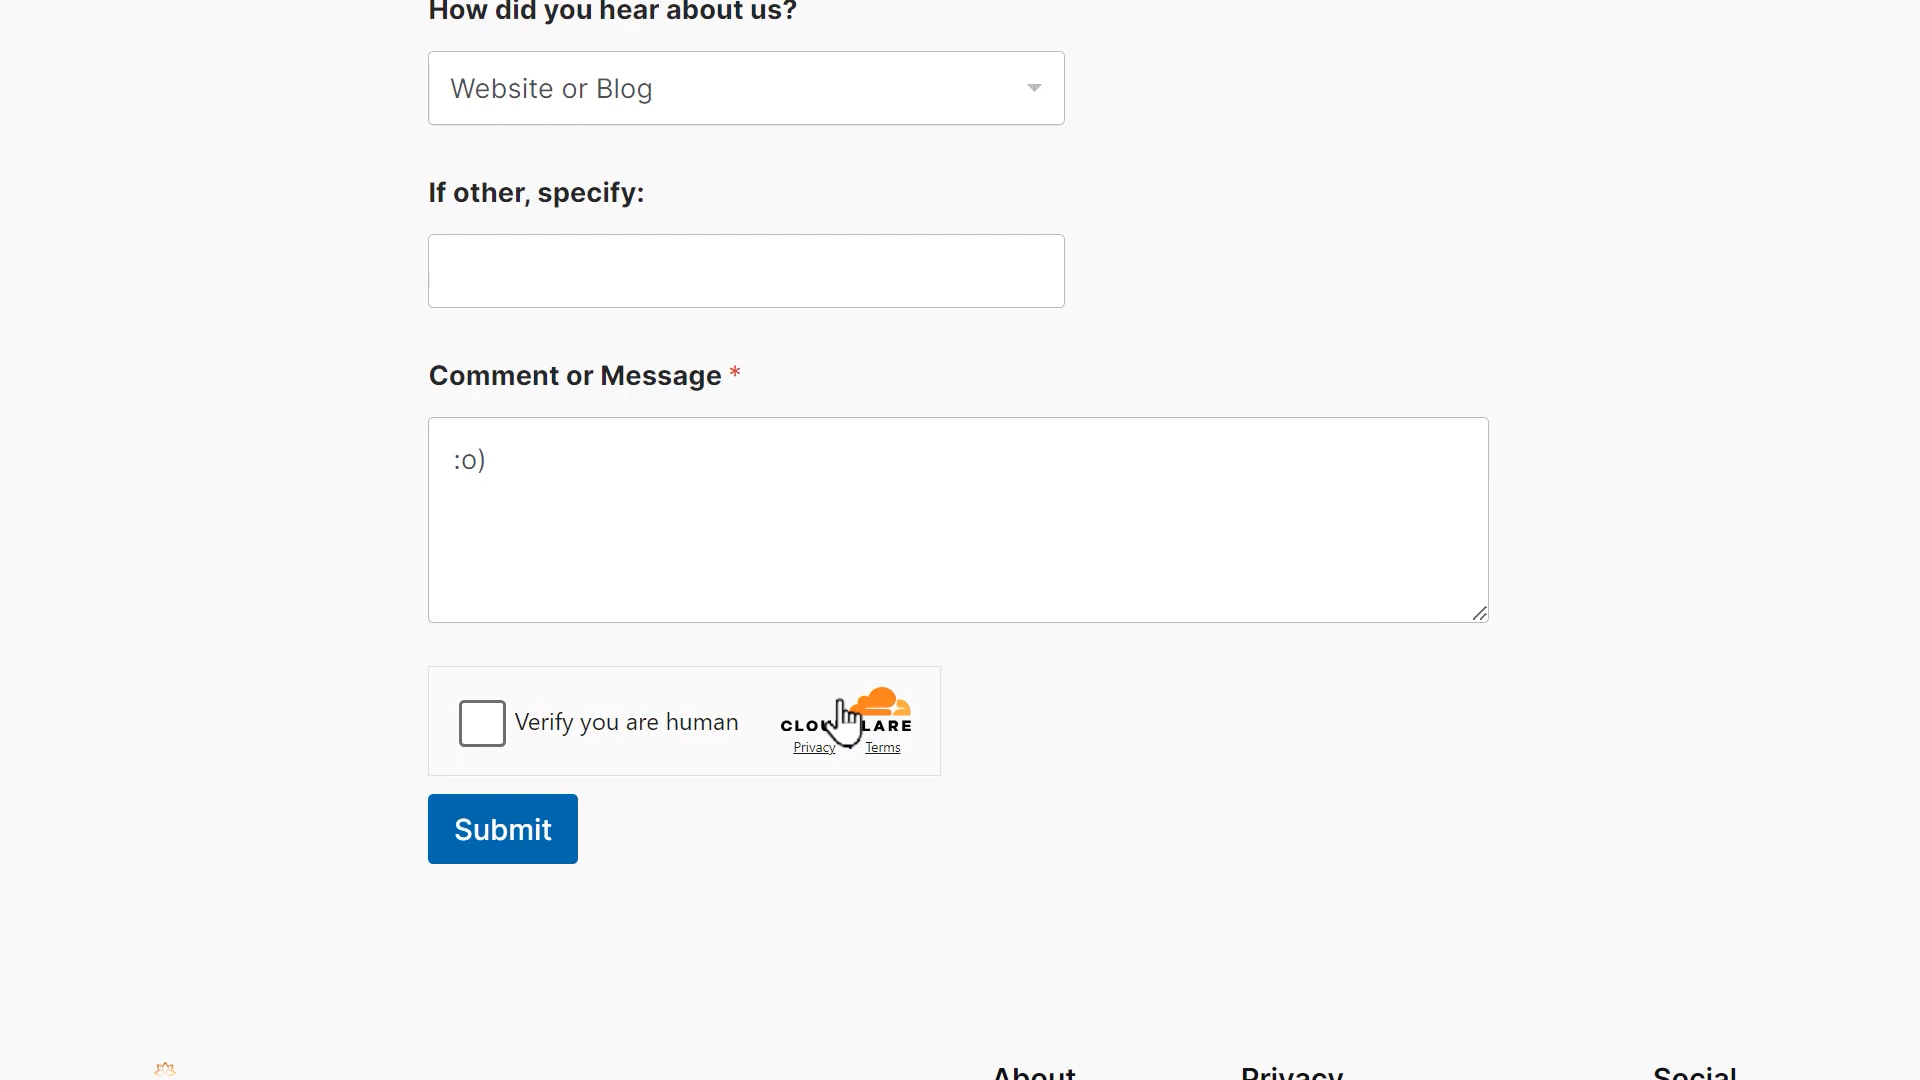 How did you hear about us?
Website or Blog
If other, specify:
Comment or Message *
:o)
Verify you are human
Privacy
Terms
Submit
About
Privacy
Social